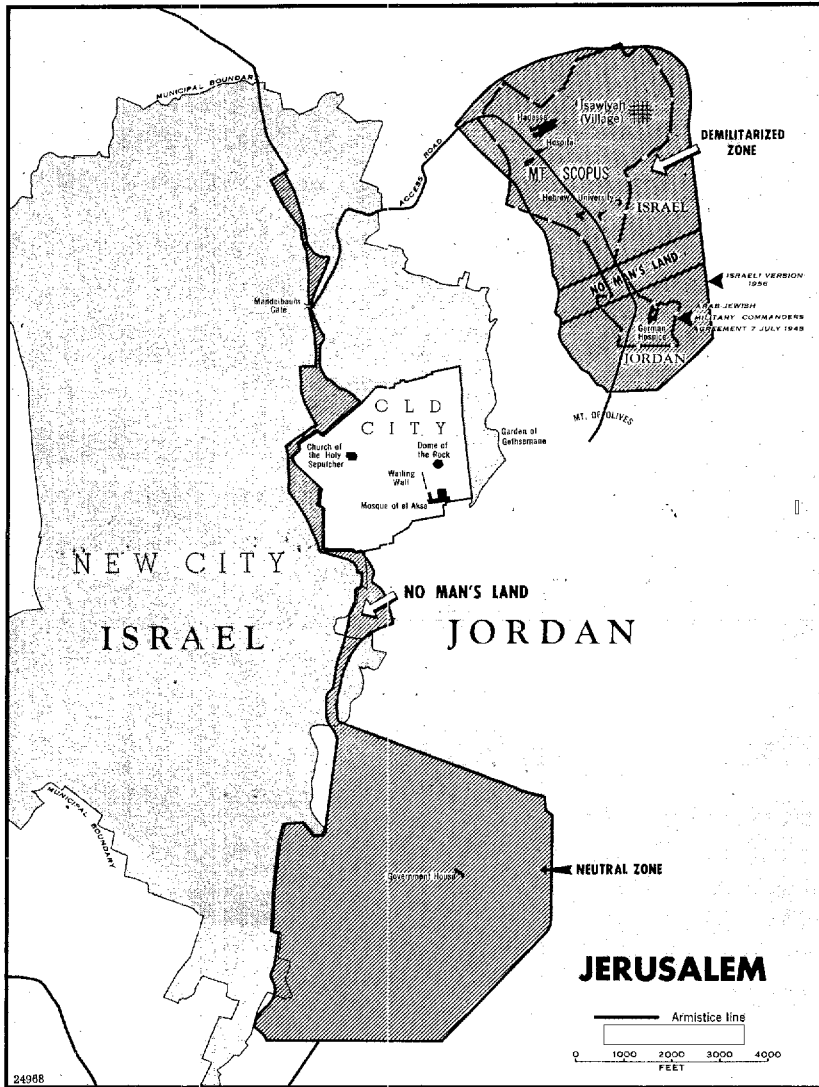 MUNICIPAL BOUNDARY
ACCESS ROAD
Hadassah
Hospital
Isawiyah
(Village)
MT. SCOPUS
Hebrew University
ISRAEL
DEMILITARIZED
ZONE
NO MAN'S LAND
ISRAELI VERSION
1956
ARAB-JEWISH
MILITARY COMMANDERS
AGREEMENT 7 JULY 1948
German
Hospice
JORDAN
MT. OF OLIVES
Mandelbaum
Gate
OLD
CITY
Garden of
Gethsemane
Church of
the Holy
Sepulcher
Dome of
the Rock
Wailing
Wall
Mosque of el Aksa
NEW CITY
ISRAEL
NO MAN'S LAND
JORDAN
MUNICIPAL
BOUNDARY
Government House
NEUTRAL ZONE
JERUSALEM
Armistice line
0 1000 2000 3000 4000
FEET
24968